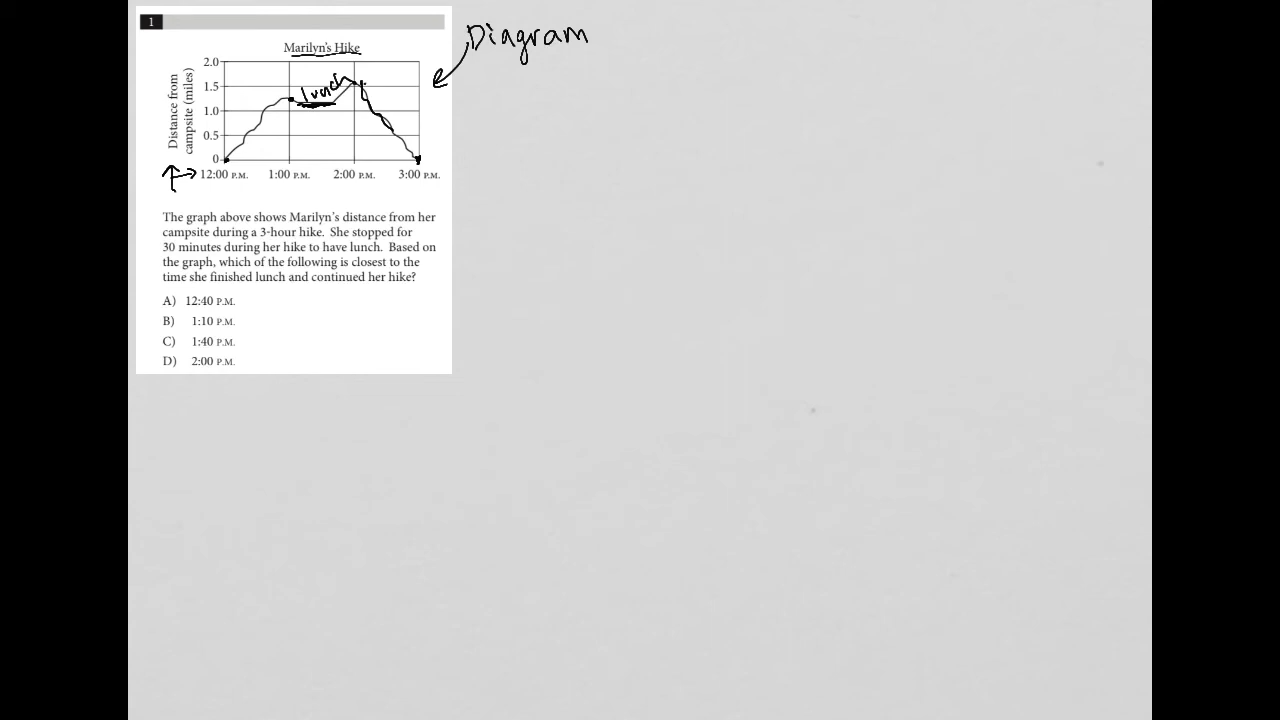 1
Diagram
Marilyn's Hike
Distance from
campsite (miles)
2.0
1.5
1.0
0.5
0
lunch
12:00 P.M. 1:00 P.M. 2:00 P.M. 3:00 P.M.
The graph above shows Marilyn's distance from her
campsite during a 3-hour hike. She stopped for
30 minutes during her hike to have lunch. Based on
the graph, which of the following is closest to the
time she finished lunch and continued her hike?
A) 12:40 P.M.
B) 1:10 P.M.
C) 1:40 P.M.
D) 2:00 P.M.